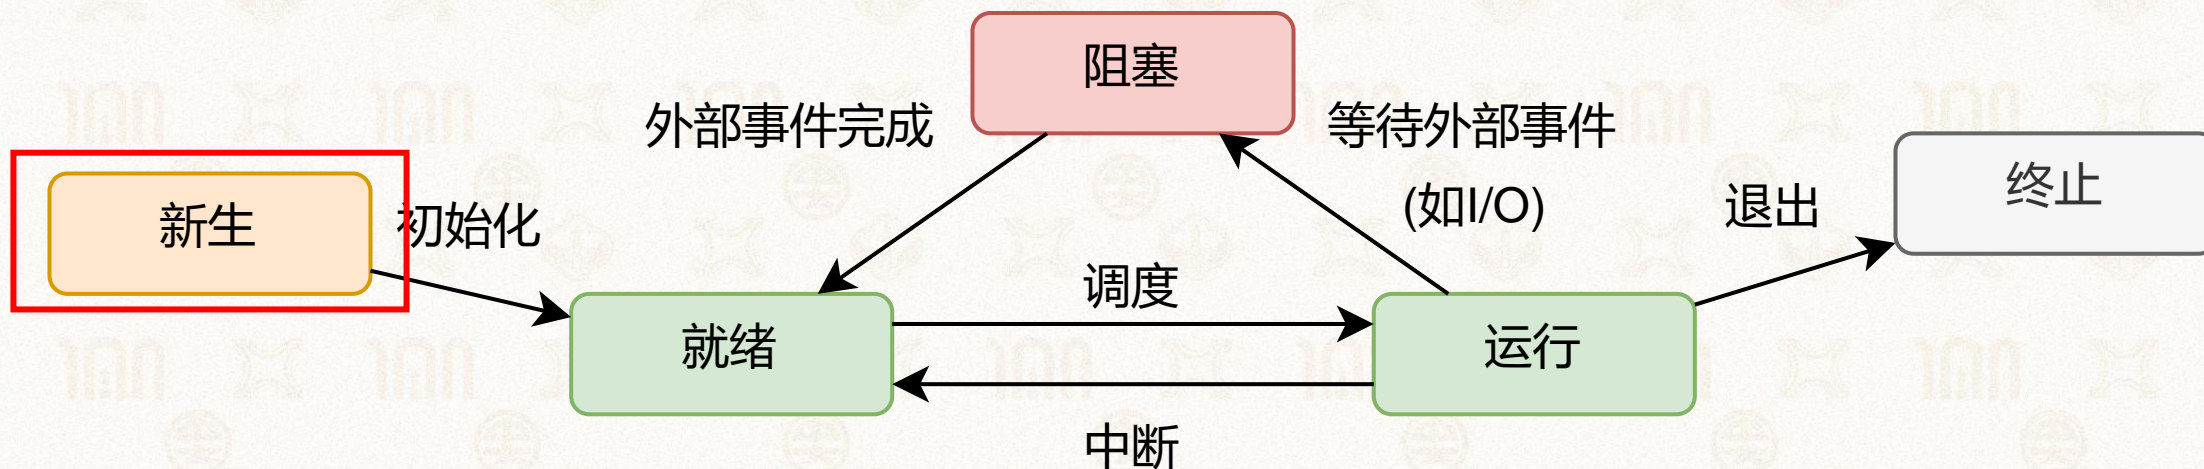 阻塞
外部事件完成
等待外部事件
(如I/O)
新生
初始化
退出
终止
调度
就绪
运行
中断